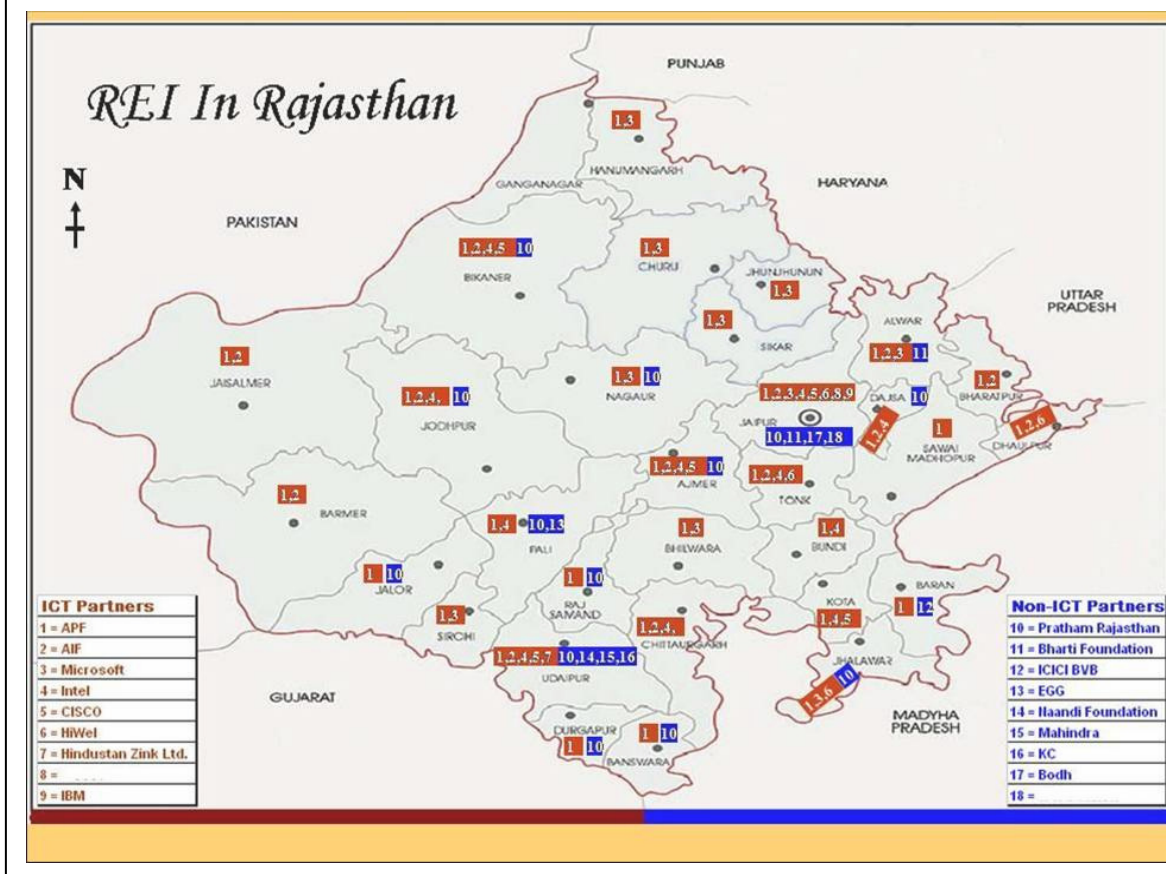 REI In Rajasthan
PUNJAB
N
1,3
HANUMANGARH
GANGANAGAR
HARYANA
PAKISTAN
1,2,4,5 10
BIKANER
1,3
CHURU
JHUNJHUNUN
1,3
UTTAR
PRADESH
1,3
SIKAR
ALWAR
1,2,3 11
1,2
JAISALMER
1,3 10
NAGAUR
1,2
BHARATPUR
1,2,4, 10
JODHPUR
1,2,3,4,5,6,8,9
JAIPUR
10,11,17,18
DAJSA 10
1,2,4
1
SAWAI
MADHOPUR
1,2,6
DHAULPUR
1,2,4,5 10
AJMER
1,2,4,6
TONK
1,2
BARMER
1,4 10,13
PALI
1,3
BHILWARA
1,4
BUNDI
1 10
JALOR
1 10
RAJ
SAMAND
KOTA
1,4,5
BARAN
1 12
1,3
SIROHI
1,2,4,
CHITTAURGARH
1,2,4,5,7 10,14,15,16
UDAIPUR
JHALAWAR
1,3,6 10
GUJARAT
MADYHA
PRADESH
DURGAPUR
1 10
1 10
BANSWARA
ICT Partners
1 = APF
2 = AIF
3 = Microsoft
4 = Intel
5 = CISCO
6 = HiWel
7 = Hindustan Zink Ltd.
8 =
9 = IBM
Non-ICT Partners
10 = Pratham Rajasthan
11 = Bharti Foundation
12 = ICICI BVB
13 = EGG
14 = Naandi Foundation
15 = Mahindra
16 = KC
17 = Bodh
18 =